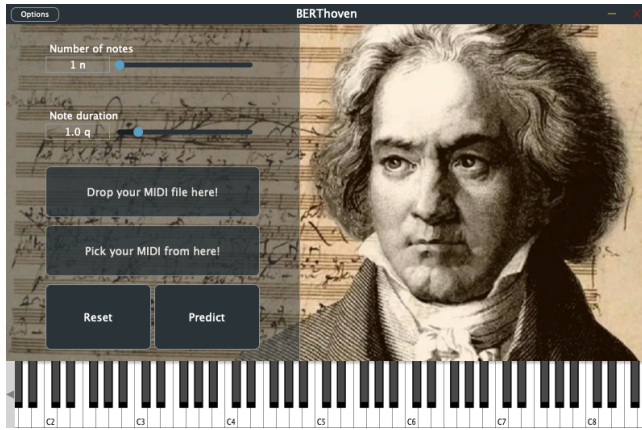 Options
BERThoven
Number of notes
1 n
Note duration
1.0 q
Drop your MIDI file here!
Pick your MIDI from here!
Reset
Predict
C2
C3
C4
C5
C6
C7
C8